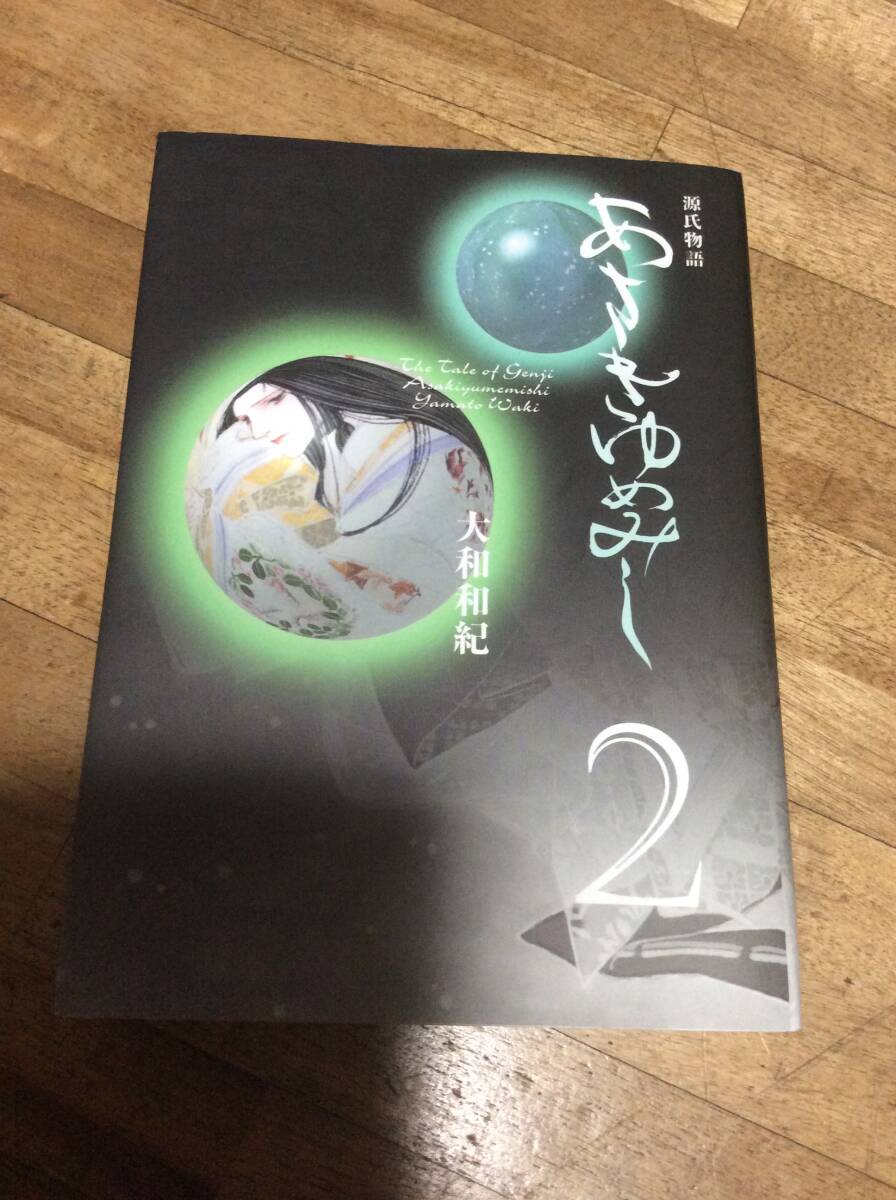 源氏物語
あさきゆめみし
2
The Tale of Genji
Asakiyumemishi
Yamato Waki
大和和紀